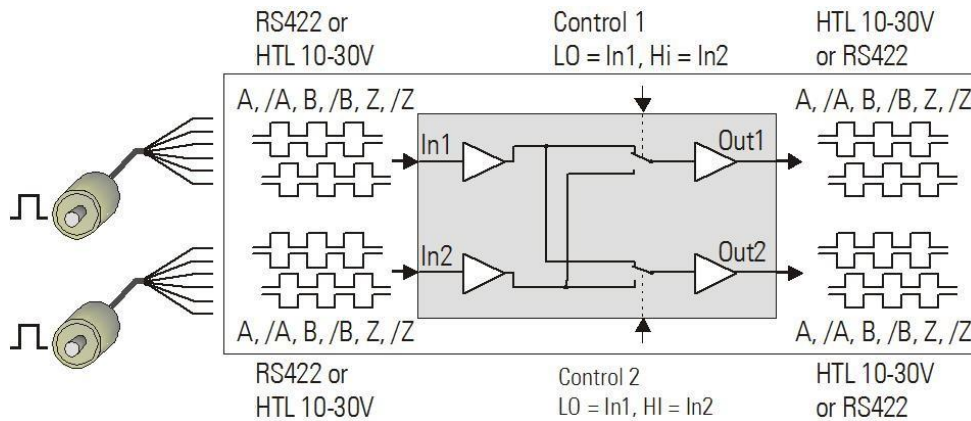 RS422 or
HTL 10-30V
Control 1
LO = In1, Hi = In2
HTL 10-30V
or RS422
A, /A, B, /B, Z, /Z
A, /A, B, /B, Z, /Z
In1
Out1
In2
Out2
A, /A, B, /B, Z, /Z
A, /A, B, /B, Z, /Z
RS422 or
HTL 10-30V
Control 2
LO = In1, HI = In2
HTL 10-30V
or RS422